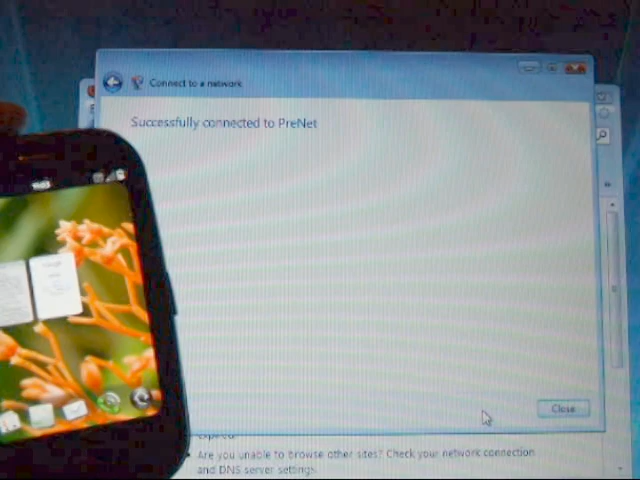 Connect to a network
Successfully connected to PreNet
Close
expired.
Are you unable to browse other sites? Check your network connection
and DNS server settings.